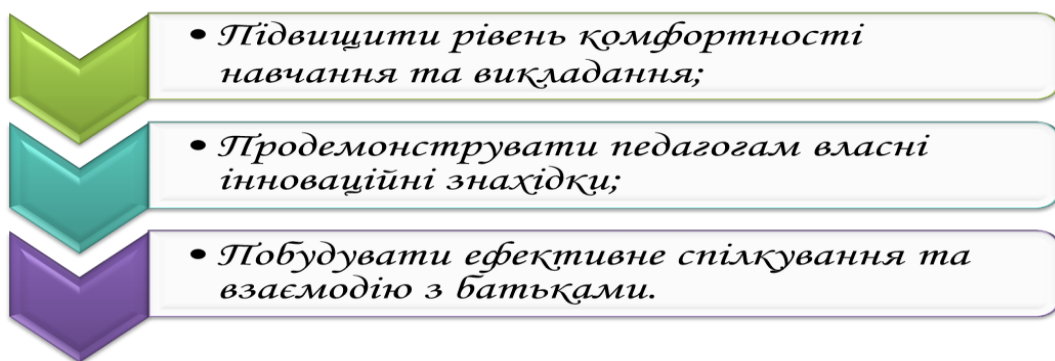 • Підвищити рівень комфортності
навчання та викладання;
• Продемонструвати педагогам власні
інноваційні знахідки;
• Побудувати ефективне спілкування та
взаємодію з батьками.